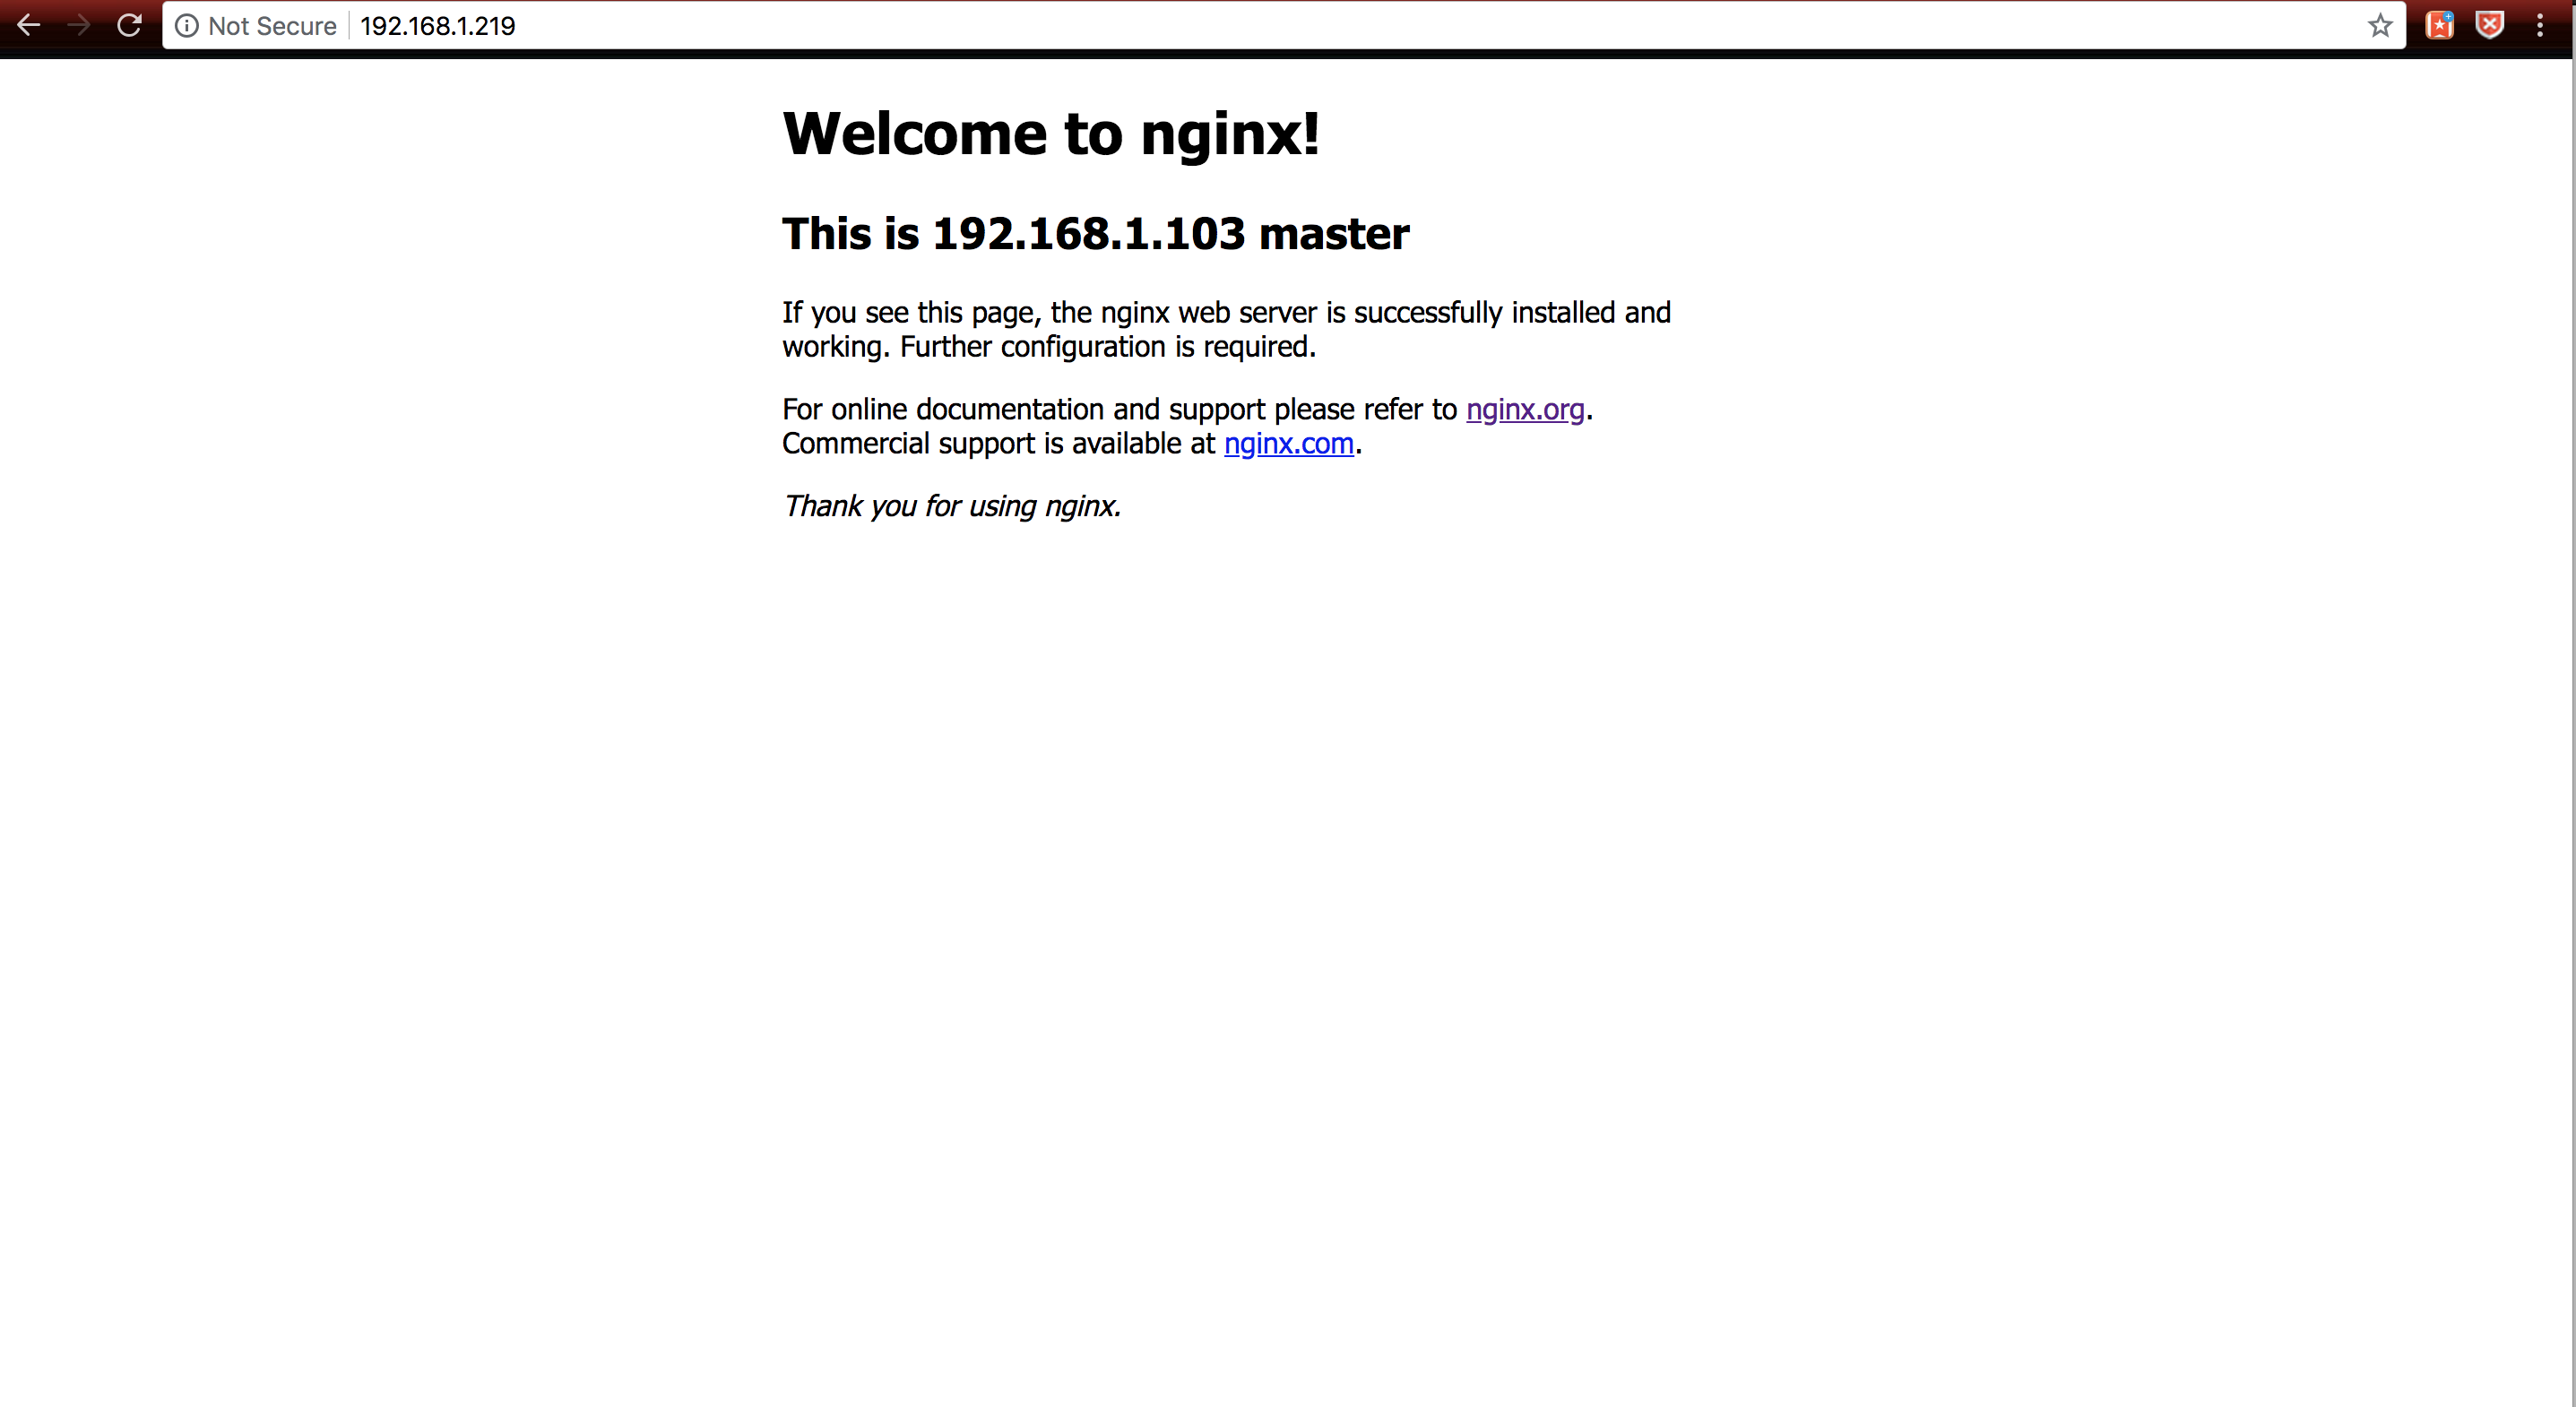 Not Secure 192.168.1.219
Welcome to nginx!
This is 192.168.1.103 master
If you see this page, the nginx web server is successfully installed and
working. Further configuration is required.
For online documentation and support please refer to nginx.org.
Commercial support is available at nginx.com.
Thank you for using nginx.